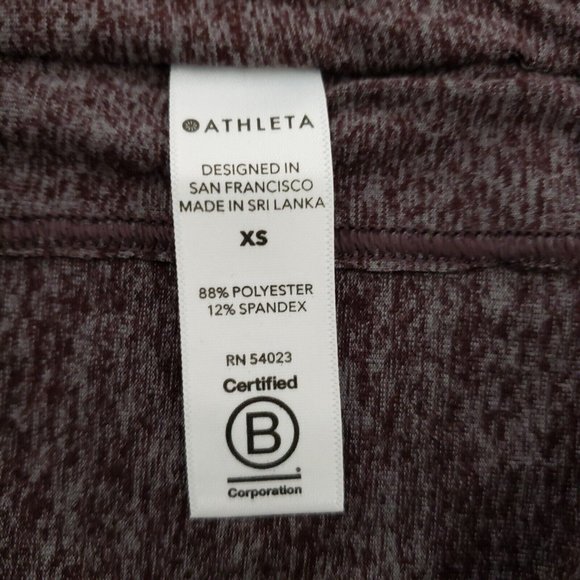 ATHLETA
DESIGNED IN
SAN FRANCISCO
MADE IN SRI LANKA
XS
88% POLYESTER
12% SPANDEX
RN 54023
Certified
B
Corporation